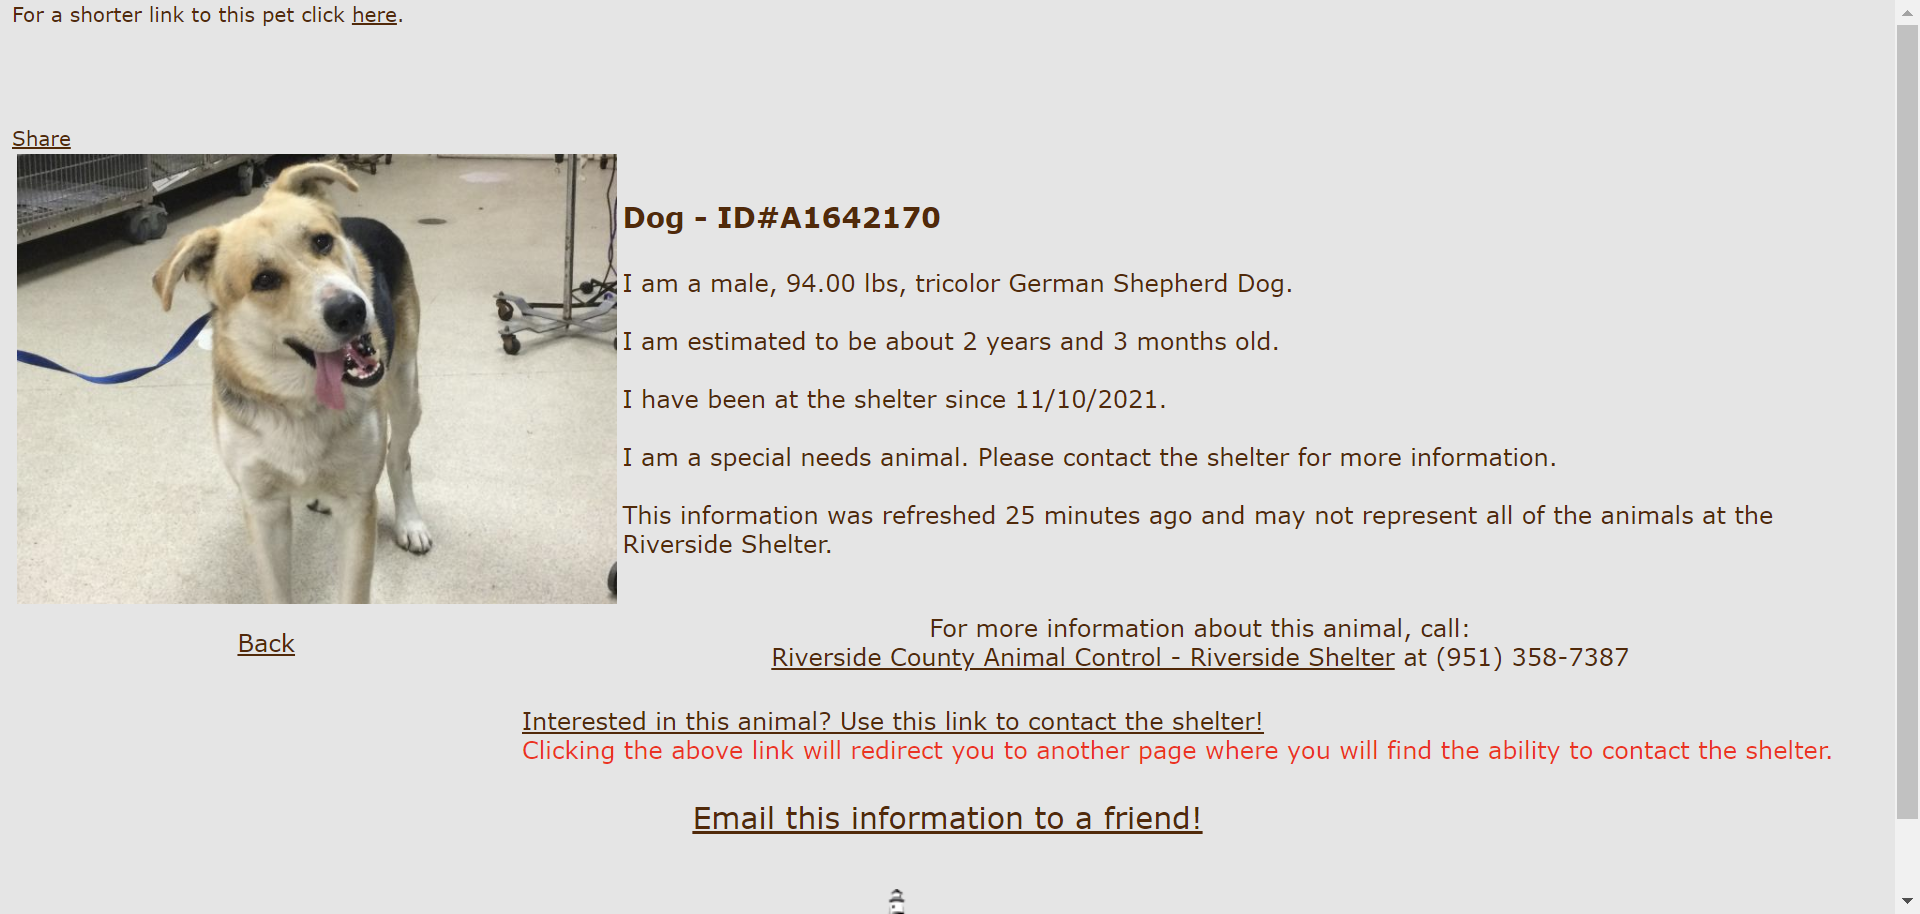 For a shorter link to this pet click here.
Share
Dog - ID#A1642170
I am a male, 94.00 lbs, tricolor German Shepherd Dog.
I am estimated to be about 2 years and 3 months old.
I have been at the shelter since 11/10/2021.
I am a special needs animal. Please contact the shelter for more information.
This information was refreshed 25 minutes ago and may not represent all of the animals at the
Riverside Shelter.
Back
For more information about this animal, call:
Riverside County Animal Control - Riverside Shelter at (951) 358-7387
Interested in this animal? Use this link to contact the shelter!
Clicking the above link will redirect you to another page where you will find the ability to contact the shelter.
Email this information to a friend!